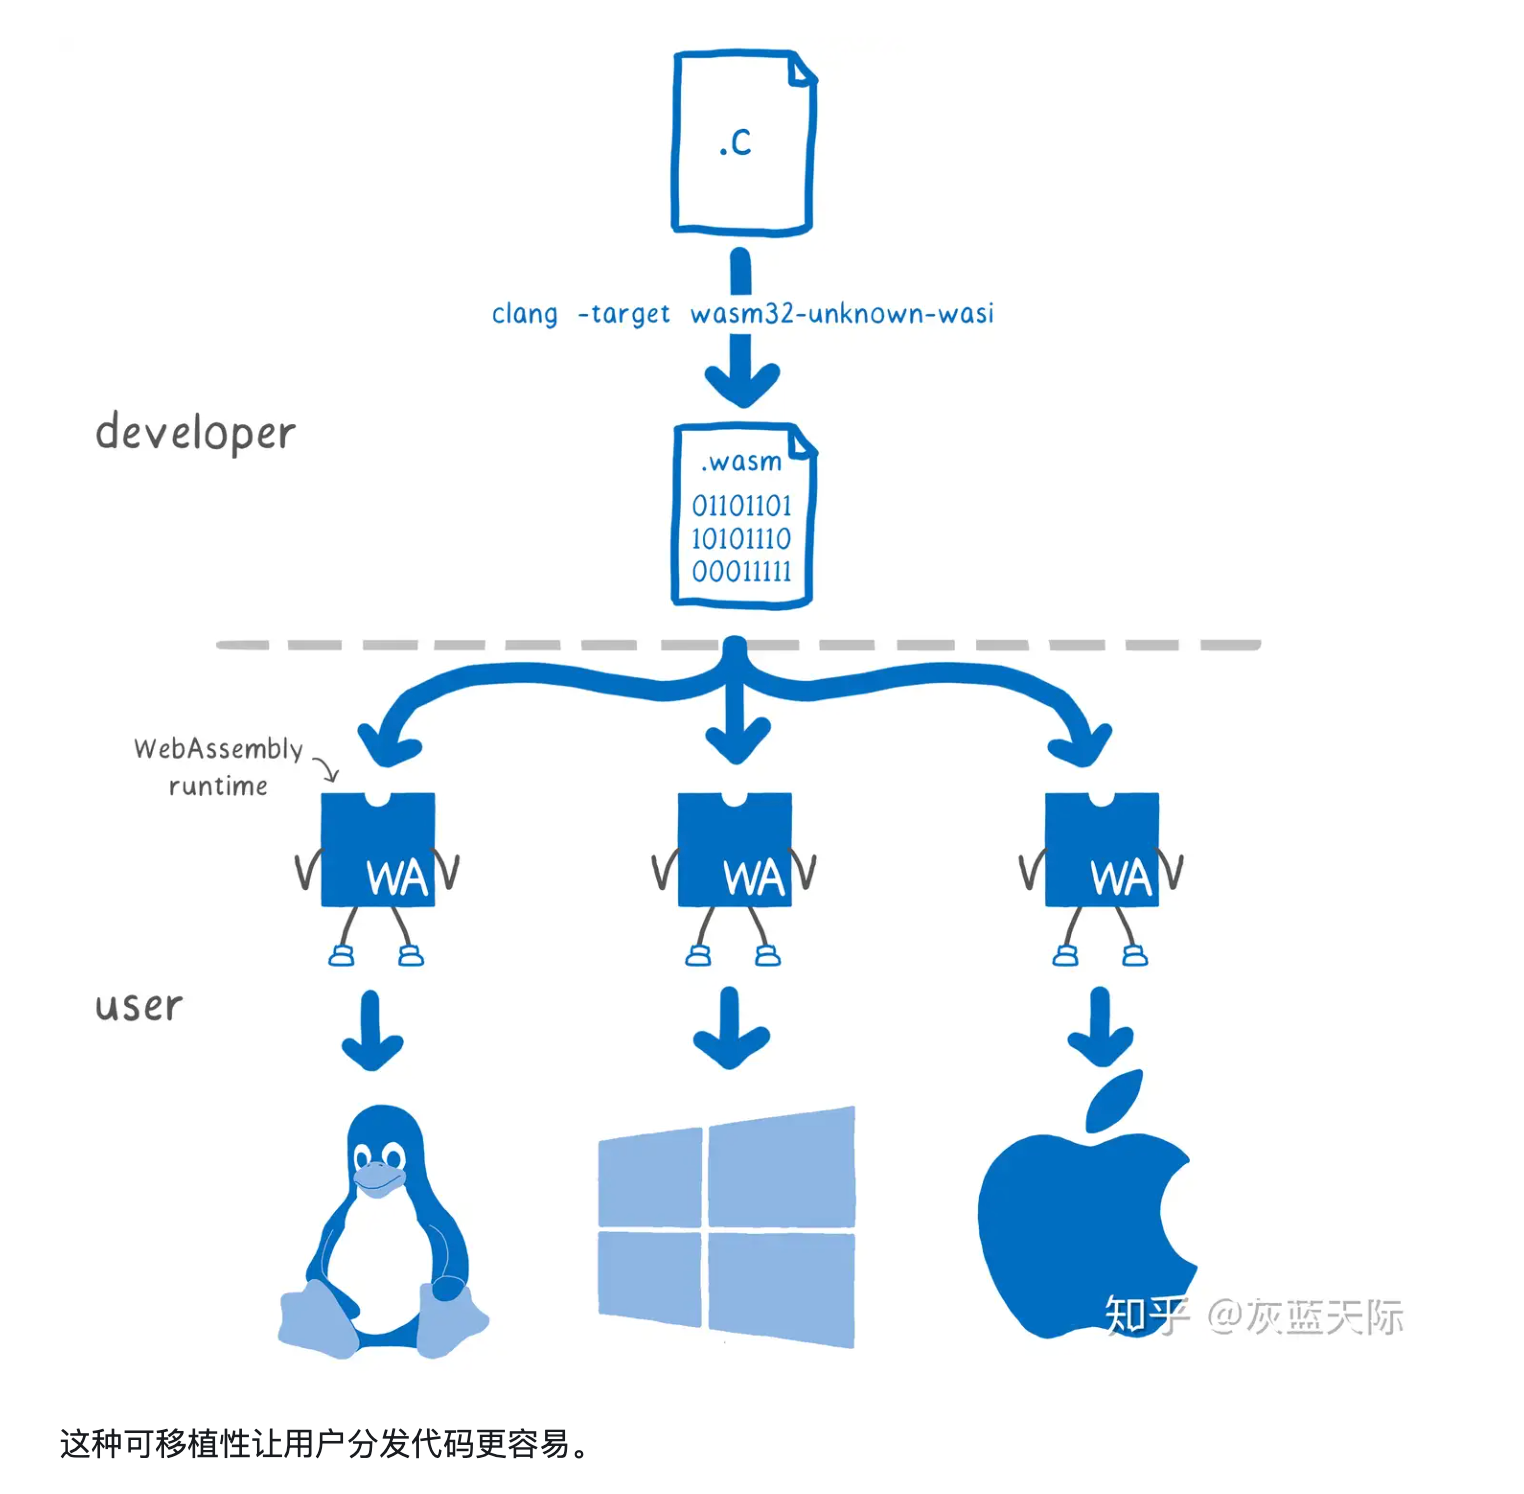 .c
clang -target wasm32-unknown-wasi
developer
.wasm
01101101
10101110
00011111
WebAssembly
runtime
WA WA WA
user
知乎 @灰蓝天际
这种可移植性让用户分发代码更容易。